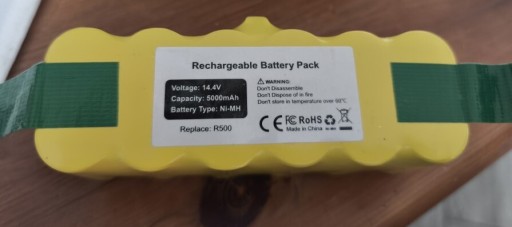 Rechargeable Battery Pack
Voltage: 14.4V
Capacity: 5000mAh
Battery Type: Ni-MH
Replace: R500
WARNING:
Don't Disassemble
Don't Dispose of in fire
Don't store in temperature over 60°C
CE FC RoHS
Made in China